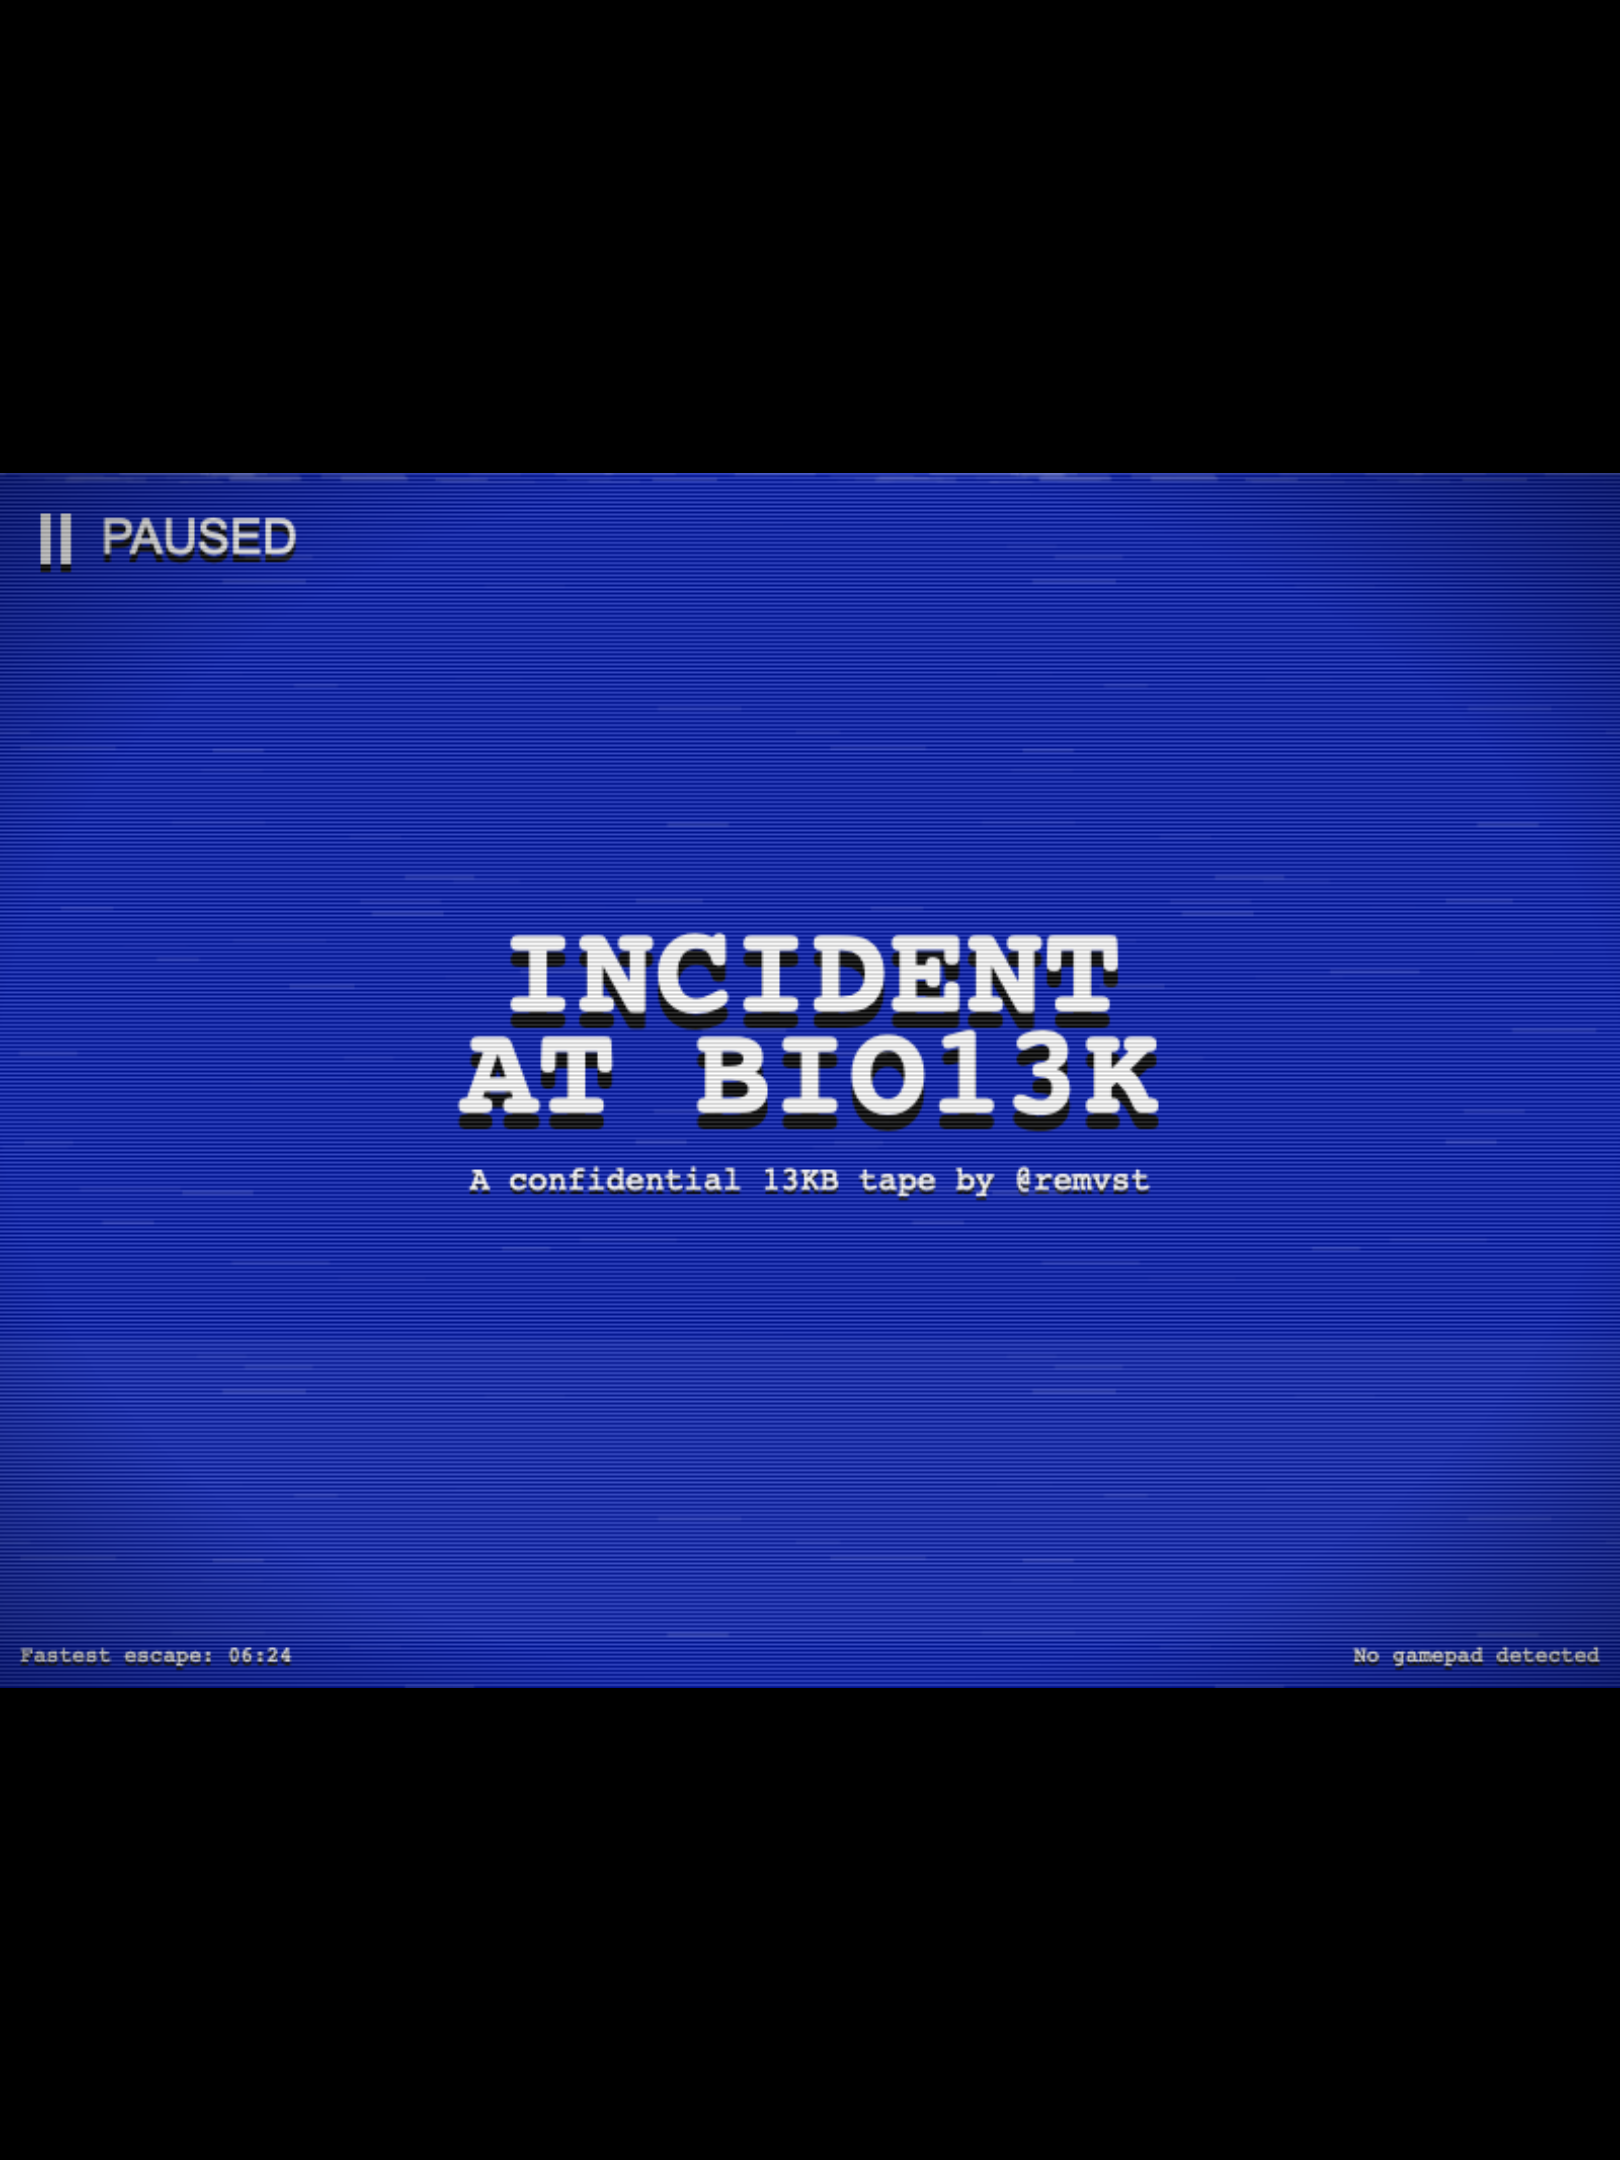 PAUSED
INCIDENT
AT BIO13K
A confidential 13KB tape by @remvst
Fastest escape: 06:24
No gamepad detected